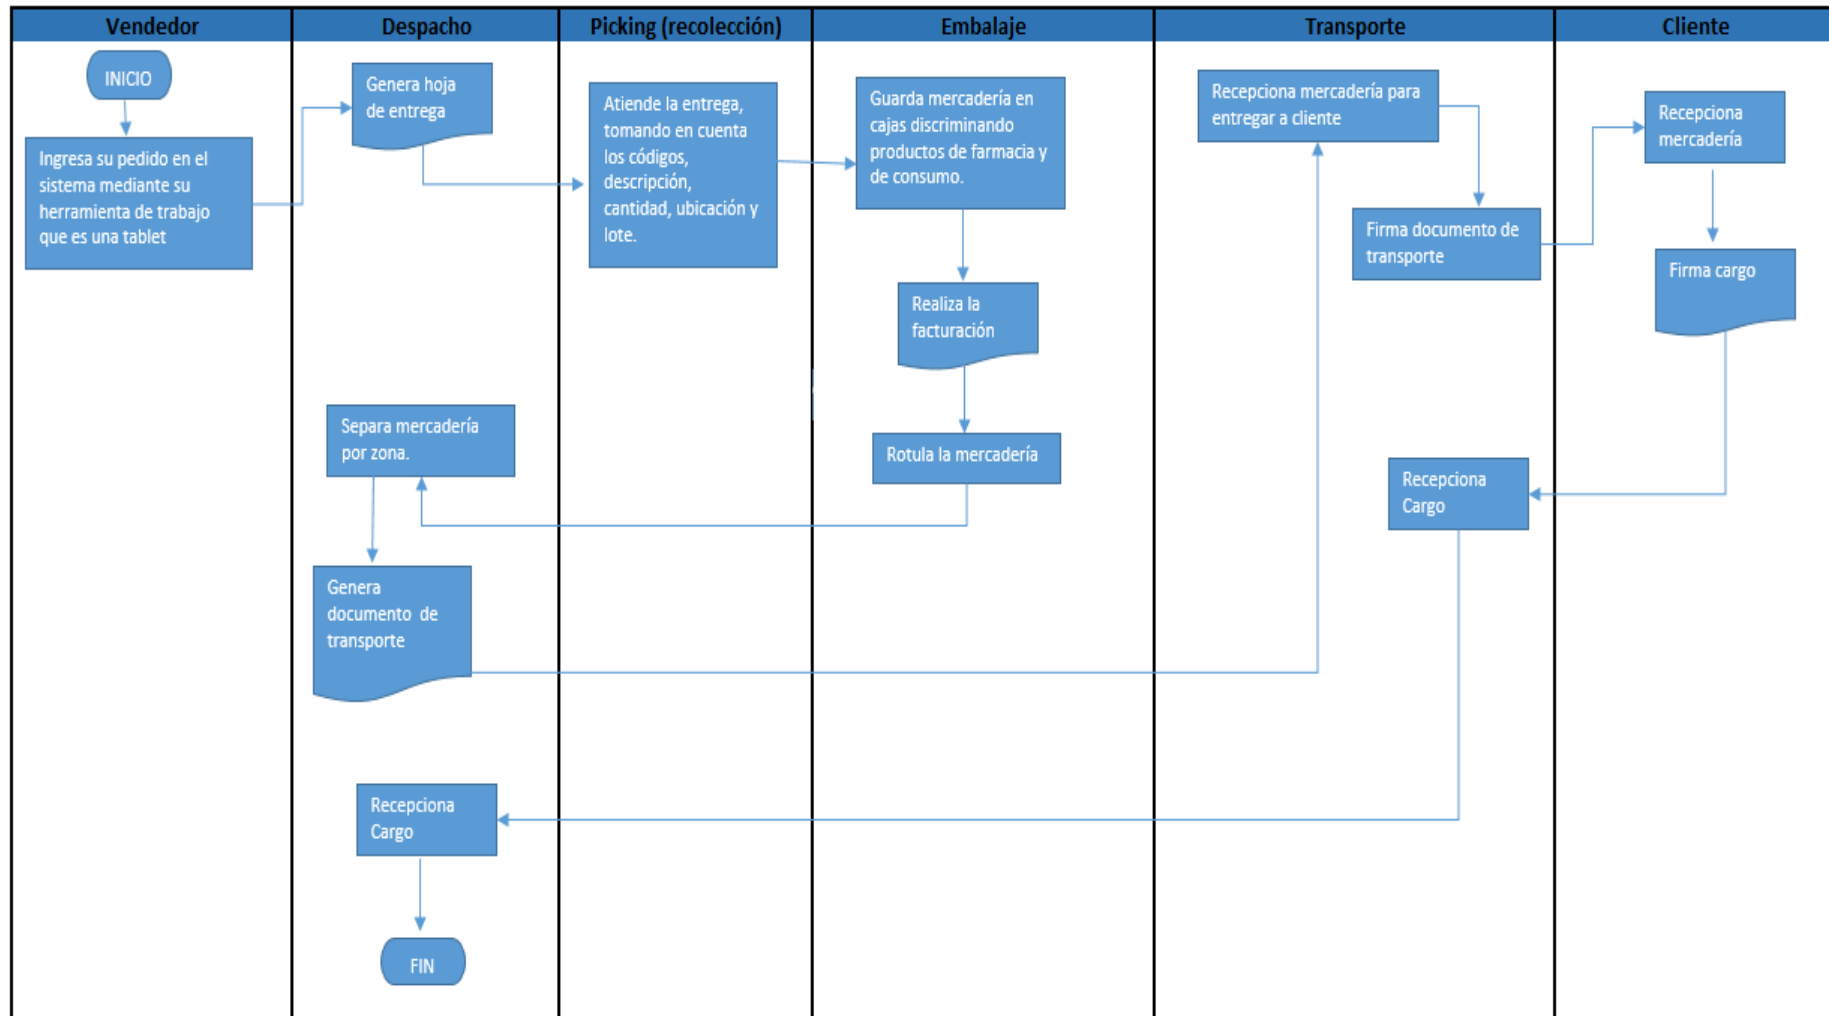 Vendedor
Despacho
Picking (recolección)
Embalaje
Transporte
Cliente
INICIO
Ingresa su pedido en el
sistema mediante su
herramienta de trabajo
que es una tablet
Genera hoja
de entrega
Atiende la entrega,
tomando en cuenta
los códigos,
descripción,
cantidad, ubicación y
lote.
Guarda mercadería en
cajas discriminando
productos de farmacia y
de consumo.
Realiza la
facturación
Rotula la mercadería
Separa mercadería
por zona.
Genera
documento de
transporte
Recepciona mercadería para
entregar a cliente
Firma documento de
transporte
Recepciona
mercadería
Firma cargo
Recepciona
Cargo
Recepciona
Cargo
FIN